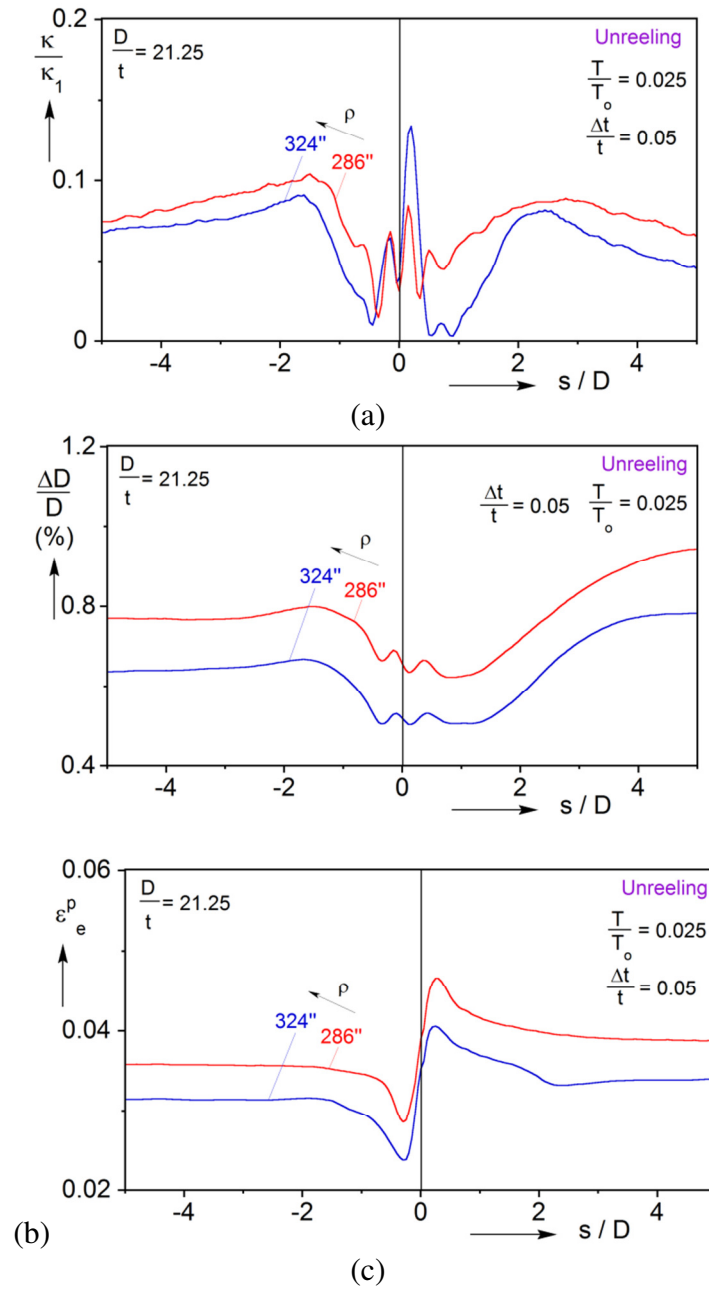 0.2
κ
κ1
D
t
= 21.25
Unreeling
T
To
= 0.025
Δt
t
= 0.05
ρ
324"
286"
0.1
0
-4
-2
0
2
4
s / D
(a)
1.2
ΔD
D
(%)
D
t
= 21.25
Unreeling
Δt
t
= 0.05
T
To
= 0.025
ρ
324"
286"
0.8
0.4
-4
-2
0
2
4
s / D
0.06
εpe
D
t
= 21.25
Unreeling
T
To
= 0.025
Δt
t
= 0.05
ρ
324"
286"
0.04
0.02
-4
-2
0
2
4
(b)
s / D
(c)